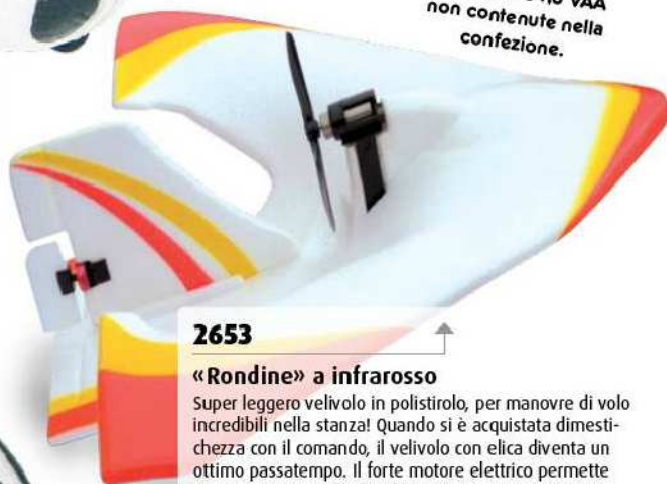 VAA
non contenute nella
confezione.
2653
«Rondine» a infrarosso
Super leggero velivolo in polistirolo, per manovre di volo
incredibili nella stanza! Quando si è acquistata dimesti-
chezza con il comando, il velivolo con elica diventa un
ottimo passatempo. Il forte motore elettrico permette